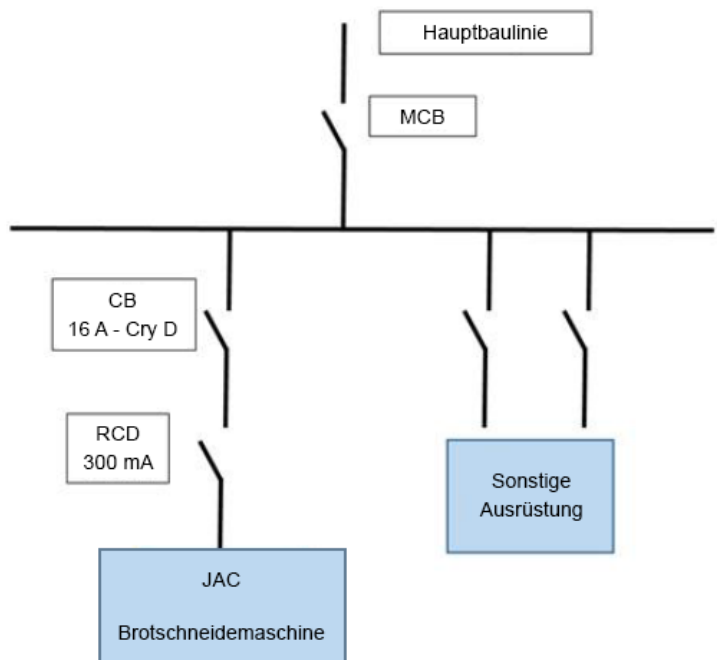 Hauptbaulinie
MCB
CB
16 A - Cry D
RCD
300 mA
Sonstige
Ausrüstung
JAC
Brotschneidemaschine